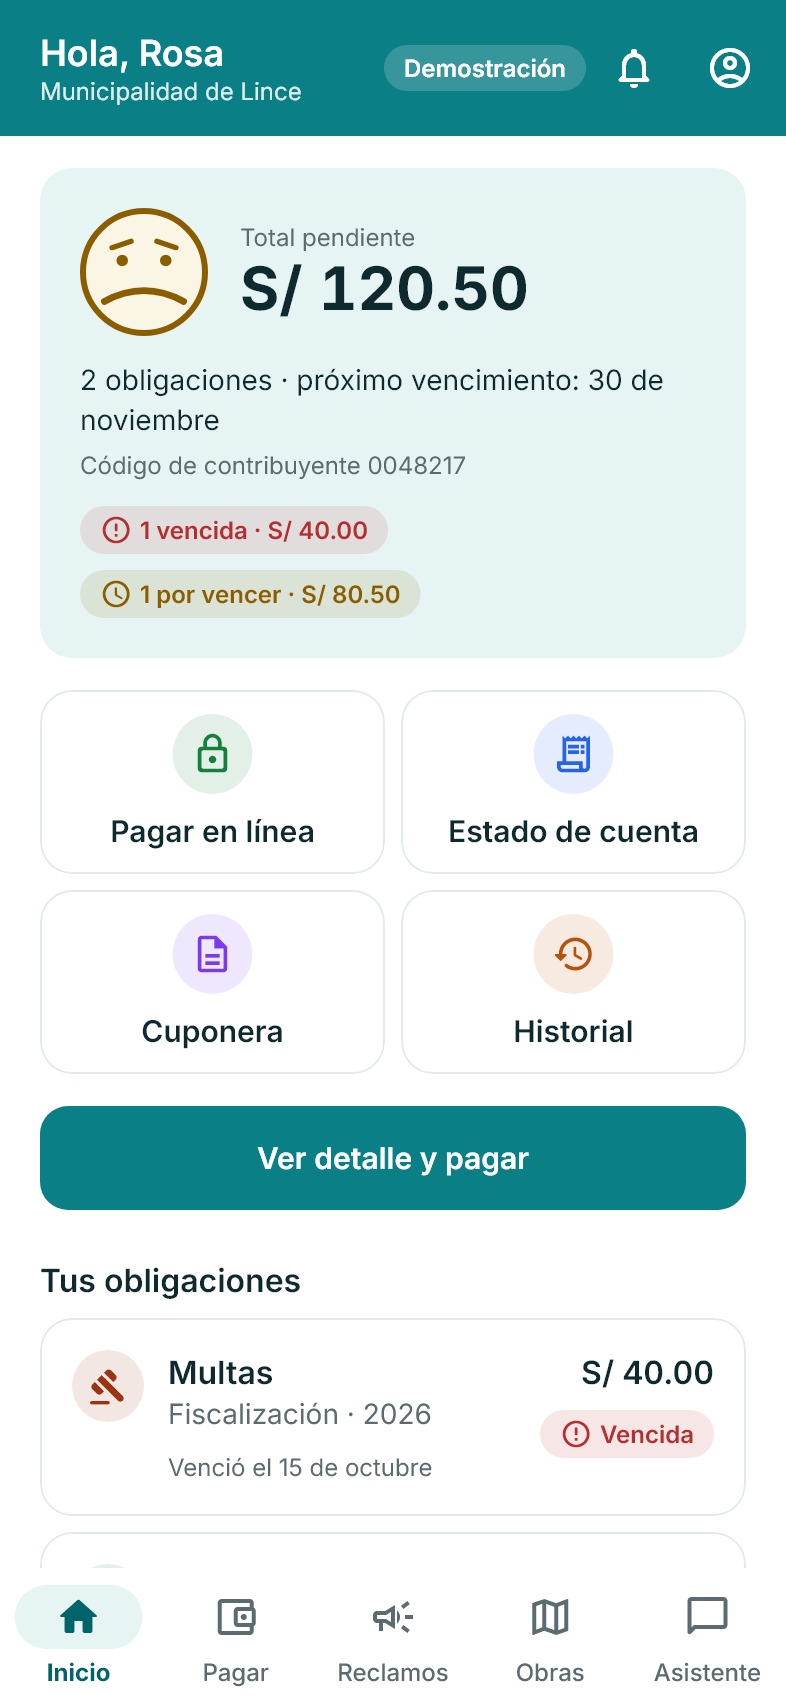 Hola, Rosa
Municipalidad de Lince
Demostración
Total pendiente
S/ 120.50
2 obligaciones · próximo vencimiento: 30 de
noviembre
Código de contribuyente 0048217
1 vencida · S/ 40.00
1 por vencer · S/ 80.50
Pagar en línea
Estado de cuenta
Cuponera
Historial
Ver detalle y pagar
Tus obligaciones
Multas
S/ 40.00
Fiscalización · 2026
Vencida
Venció el 15 de octubre
Inicio
Pagar
Reclamos
Obras
Asistente